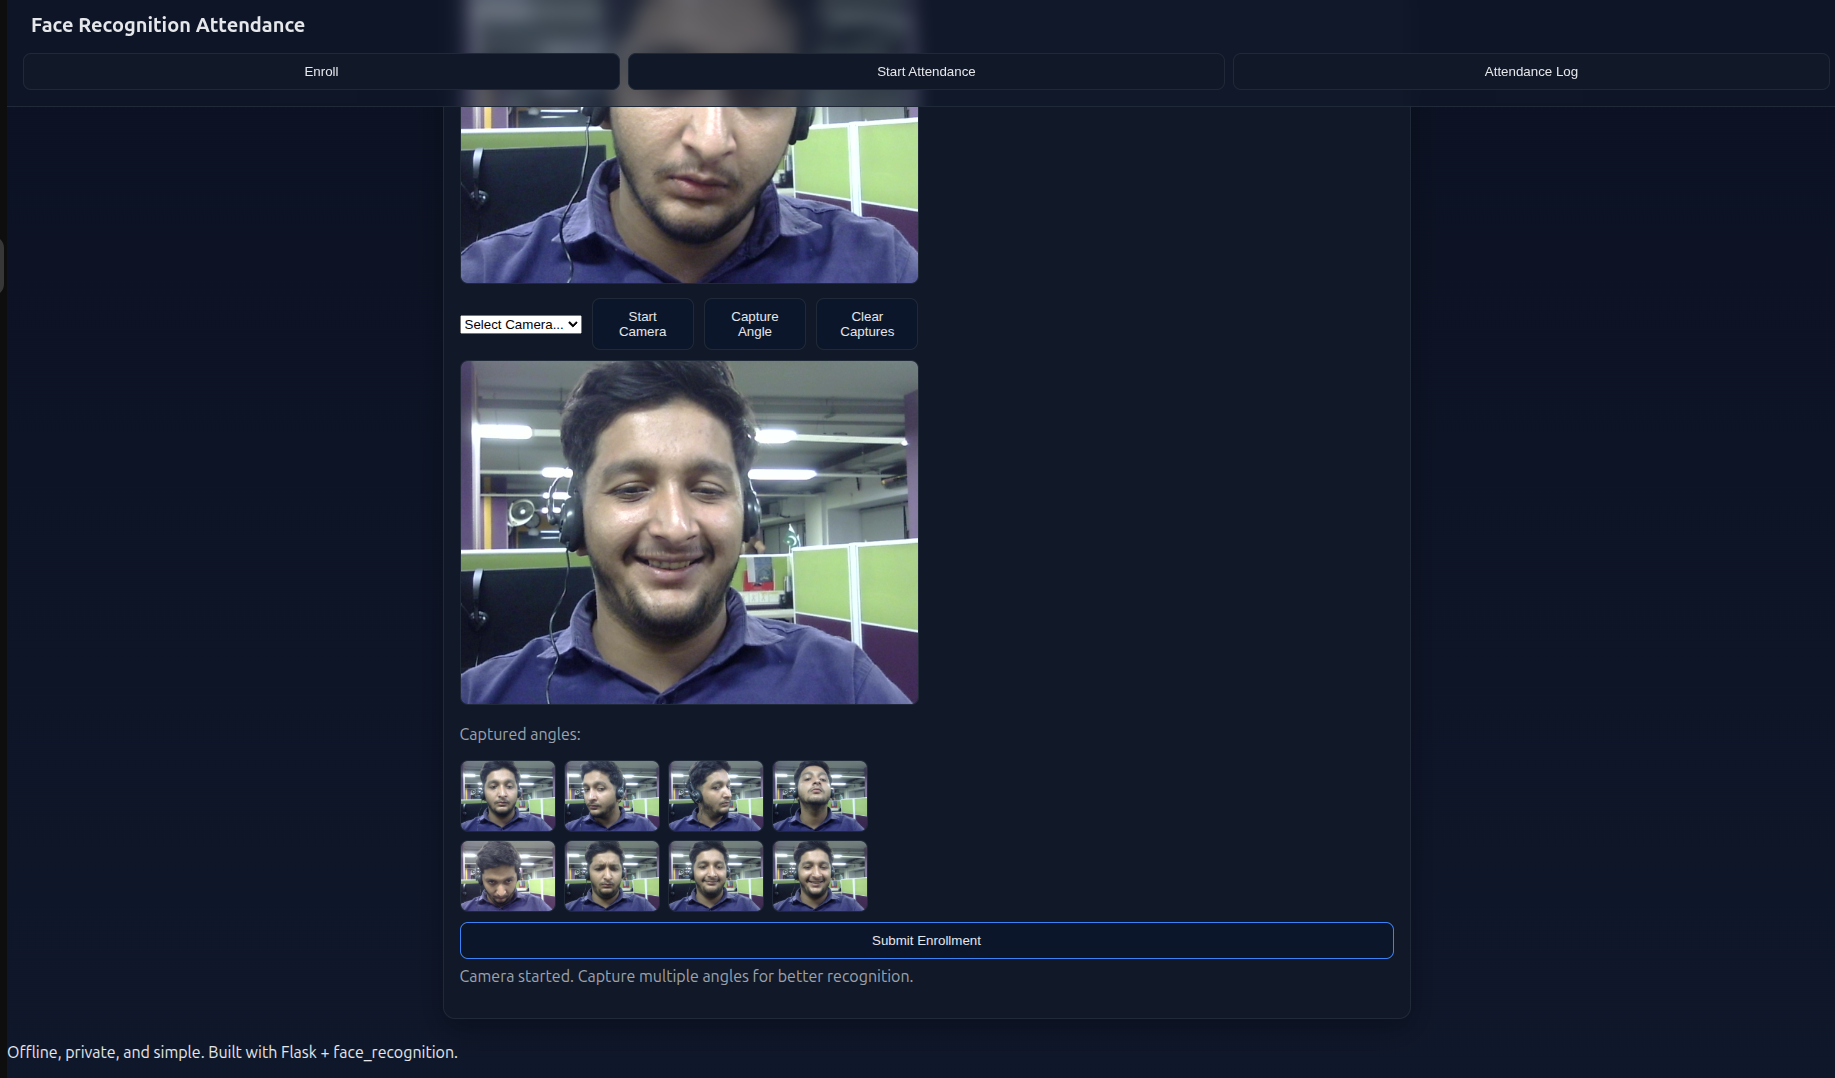 Face Recognition Attendance
Enroll
Start Attendance
Attendance Log
Select Camera...
Start
Camera
Capture
Angle
Clear
Captures
Captured angles:
Submit Enrollment
Camera started. Capture multiple angles for better recognition.
Offline, private, and simple. Built with Flask + face_recognition.